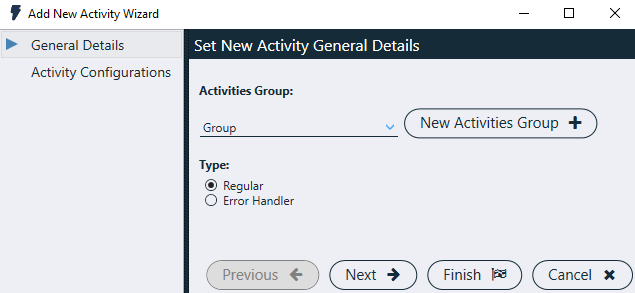 Add New Activity Wizard
General Details
Activity Configurations
Set New Activity General Details
Activities Group:
Group
New Activities Group
Type:
Regular
Error Handler
Previous
Next
Finish
Cancel